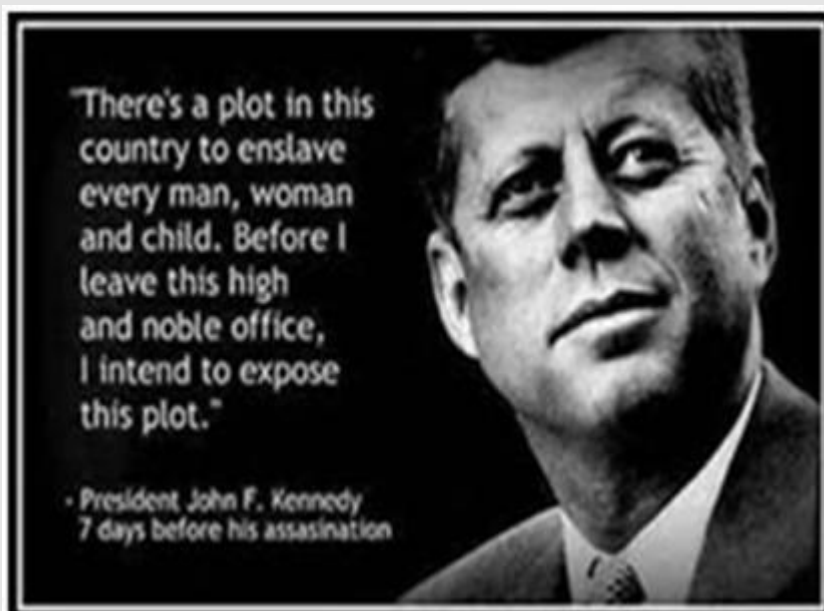 "There's a plot in this
country to enslave
every man, woman
and child. Before I
leave this high
and noble office,
I intend to expose
this plot."
- President John F. Kennedy
7 days before his assasination